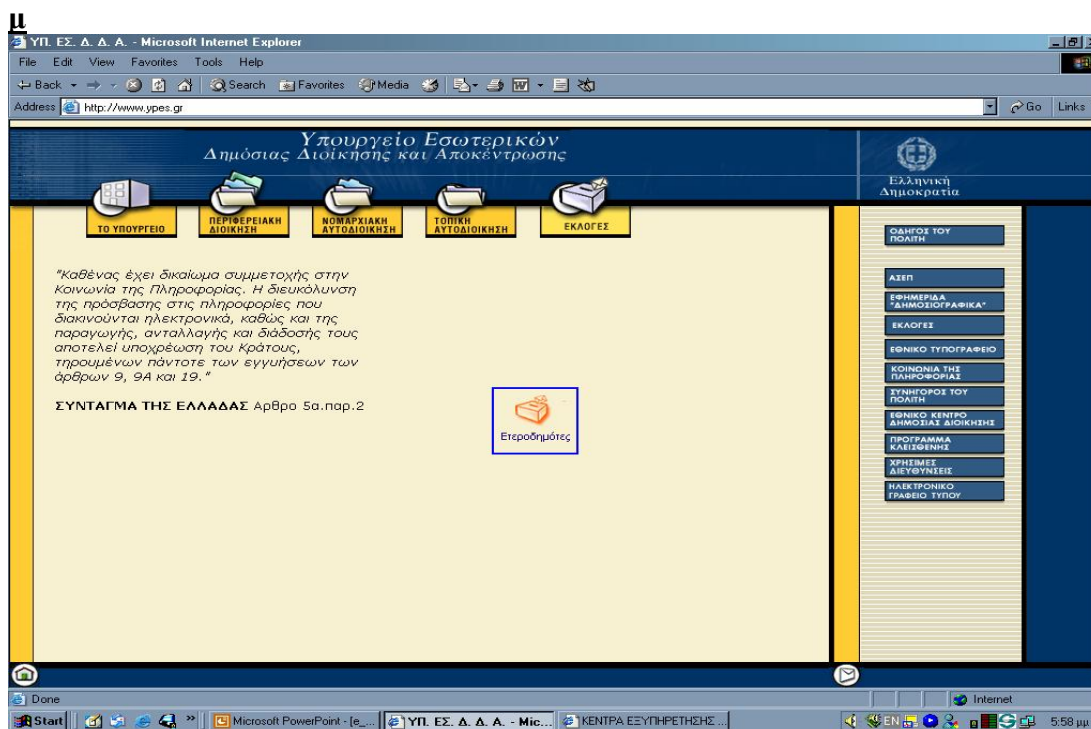 μ
ΥΠ. ΕΣ. Δ. Δ. Α. - Microsoft Internet Explorer
File Edit View Favorites Tools Help
Back Search Favorites Media
Address http://www.ypes.gr Go Links
Υπουργείο Εσωτερικών
Δημόσιας Διοίκησης και Αποκέντρωσης
Ελληνική
Δημοκρατία
ΤΟ ΥΠΟΥΡΓΕΙΟ
ΠΕΡΙΦΕΡΕΙΑΚΗ
ΔΙΟΙΚΗΣΗ
ΝΟΜΑΡΧΙΑΚΗ
ΑΥΤΟΔΙΟΙΚΗΣΗ
ΤΟΠΙΚΗ
ΑΥΤΟΔΙΟΙΚΗΣΗ
ΕΚΛΟΓΕΣ
"Καθένας έχει δικαίωμα συμμετοχής στην
Κοινωνία της Πληροφορίας. Η διευκόλυνση
της πρόσβασης στις πληροφορίες που
διακινούνται ηλεκτρονικά, καθώς και της
παραγωγής, ανταλλαγής και διάδοσής τους
αποτελεί υποχρέωση του Κράτους,
τηρουμένων πάντοτε των εγγυήσεων των
άρθρων 9, 9Α και 19."
ΣΥΝΤΑΓΜΑ ΤΗΣ ΕΛΛΑΔΑΣ Αρθρο 5α.παρ.2
Ετεροδημότες
ΟΔΗΓΟΣ ΤΟΥ
ΠΟΛΙΤΗ
ΑΣΕΠ
ΕΦΗΜΕΡΙΔΑ
"ΔΗΜΟΣΙΟΓΡΑΦΙΚΑ"
ΕΚΛΟΓΕΣ
ΕΘΝΙΚΟ ΤΥΠΟΓΡΑΦΕΙΟ
ΚΟΙΝΩΝΙΑ ΤΗΣ
ΠΛΗΡΟΦΟΡΙΑΣ
ΣΥΝΗΓΟΡΟΣ ΤΟΥ
ΠΟΛΙΤΗ
ΕΘΝΙΚΟ ΚΕΝΤΡΟ
ΔΗΜΟΣΙΑΣ ΔΙΟΙΚΗΣΗΣ
ΠΡΟΓΡΑΜΜΑ
ΚΛΕΙΣΘΕΝΗΣ
ΧΡΗΣΙΜΕΣ
ΔΙΕΥΘΥΝΣΕΙΣ
ΗΛΕΚΤΡΟΝΙΚΟ
ΓΡΑΦΕΙΟ ΤΥΠΟΥ
Done Internet
Start » Microsoft PowerPoint - [e_... ΥΠ. ΕΣ. Δ. Δ. Α. - Mic... ΚΕΝΤΡΑ ΕΞΥΠΗΡΕΤΗΣΗΣ ... EN 5:58 μμ